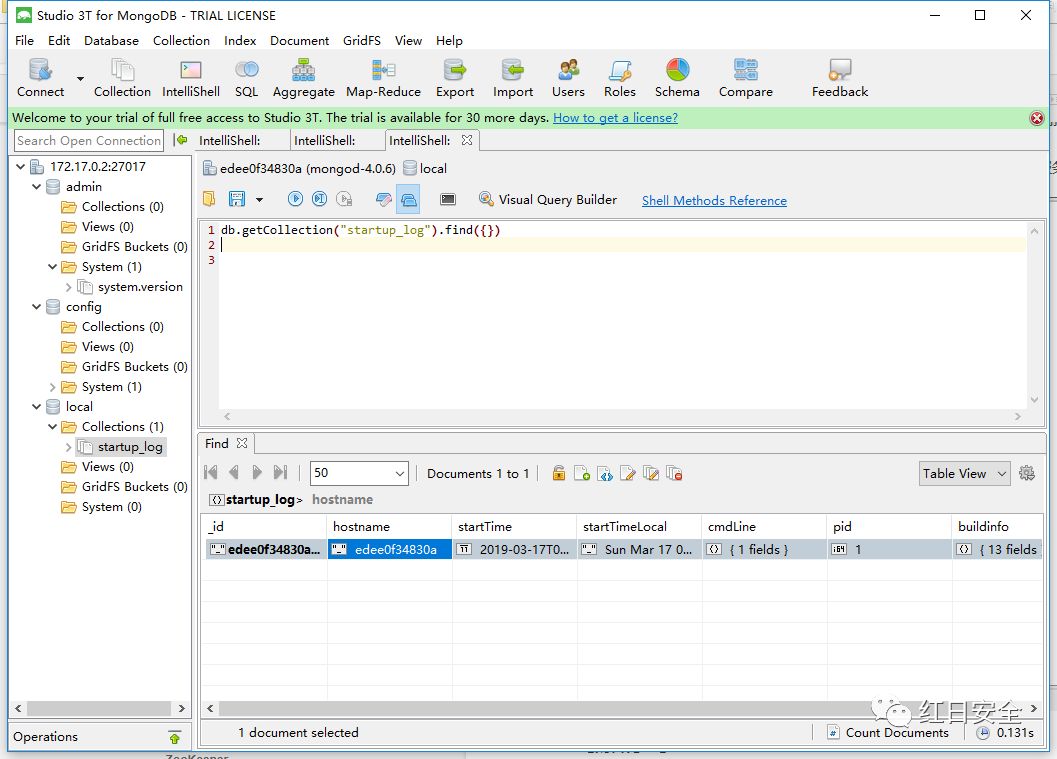 Studio 3T for MongoDB - TRIAL LICENSE
File Edit Database Collection Index Document GridFS View Help
Connect Collection IntelliShell SQL Aggregate Map-Reduce Export Import Users Roles Schema Compare Feedback
Welcome to your trial of full free access to Studio 3T. The trial is available for 30 more days. How to get a license?
Search Open Connection
IntelliShell: IntelliShell: IntelliShell:
172.17.0.2:27017
admin
Collections (0)
Views (0)
GridFS Buckets (0)
System (1)
system.version
config
Collections (0)
Views (0)
GridFS Buckets (0)
System (1)
local
Collections (1)
startup_log
Views (0)
GridFS Buckets (0)
System (0)
Operations
edee0f34830a (mongod-4.0.6) local
Visual Query Builder Shell Methods Reference
1 db.getCollection("startup_log").find({})
2
3
Find
50 Documents 1 to 1 Table View
startup_log> hostname
_id hostname startTime startTimeLocal cmdLine pid buildinfo
edee0f34830a... edee0f34830a 2019-03-17T0... Sun Mar 17 0... { 1 fields } i64 1 { 13 fields
1 document selected Count Documents 0.131s
红日安全